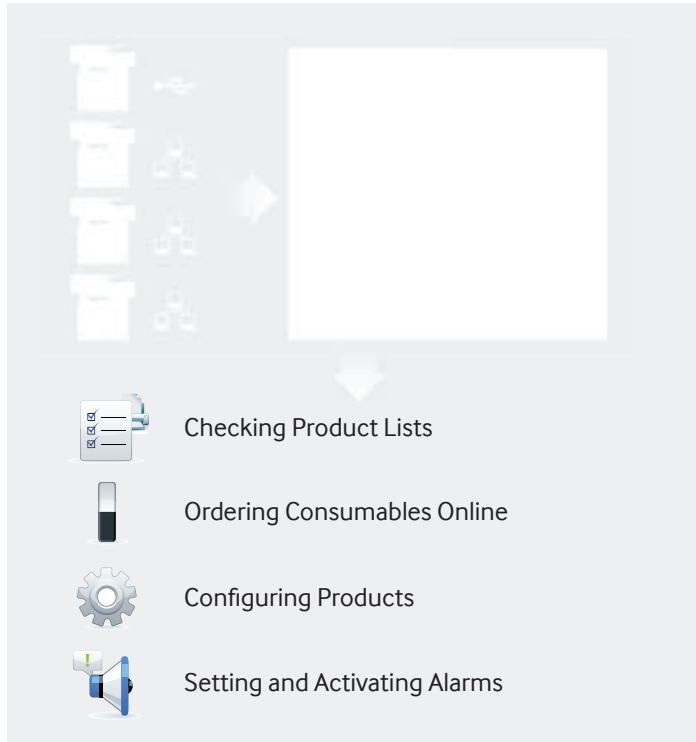 Checking Product Lists
Ordering Consumables Online
Configuring Products
Setting and Activating Alarms